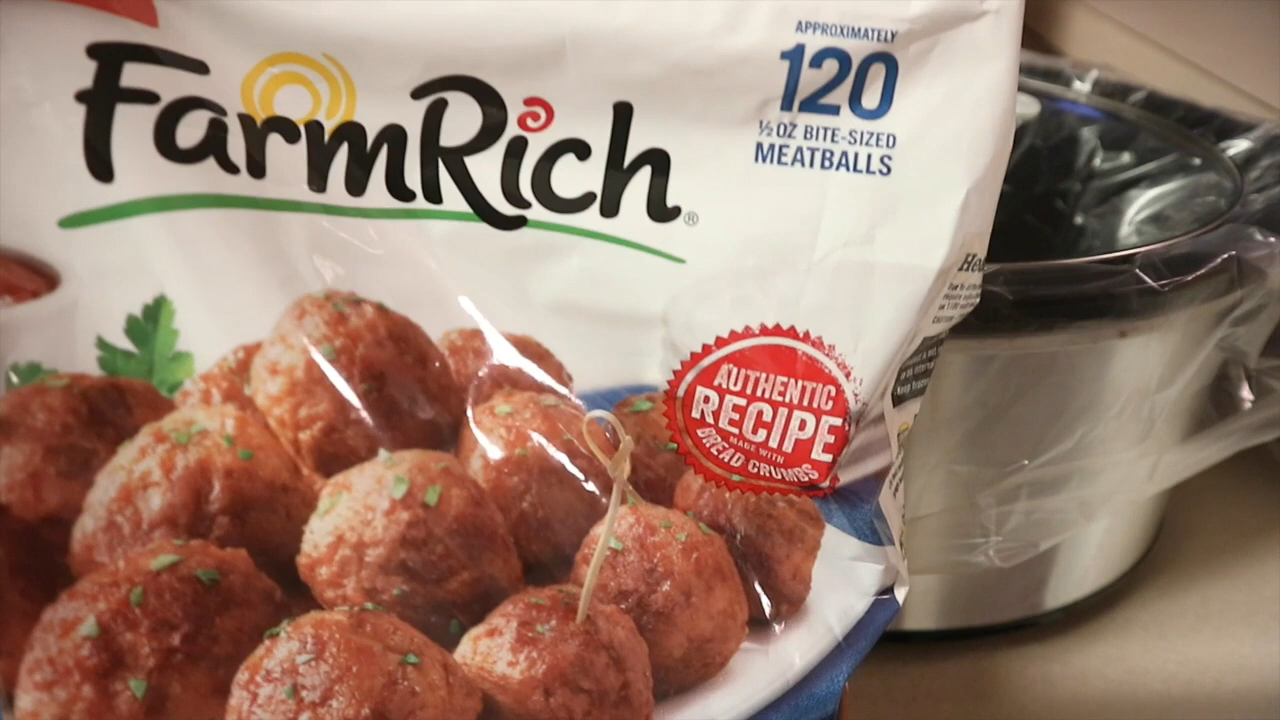 FarmRich®
APPROXIMATELY
120
½ OZ BITE-SIZED
MEATBALLS
AUTHENTIC
RECIPE
MADE WITH
BREAD CRUMBS